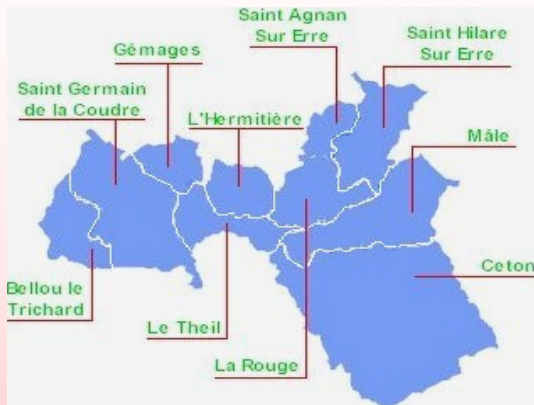 Saint Agnan
Sur Erre
Saint Hilare
Sur Erre
Gémages
Saint Germain
de la Coudre
L'Hermitière
Mâle
Bellou le
Trichard
Le Theil
La Rouge
Ceton